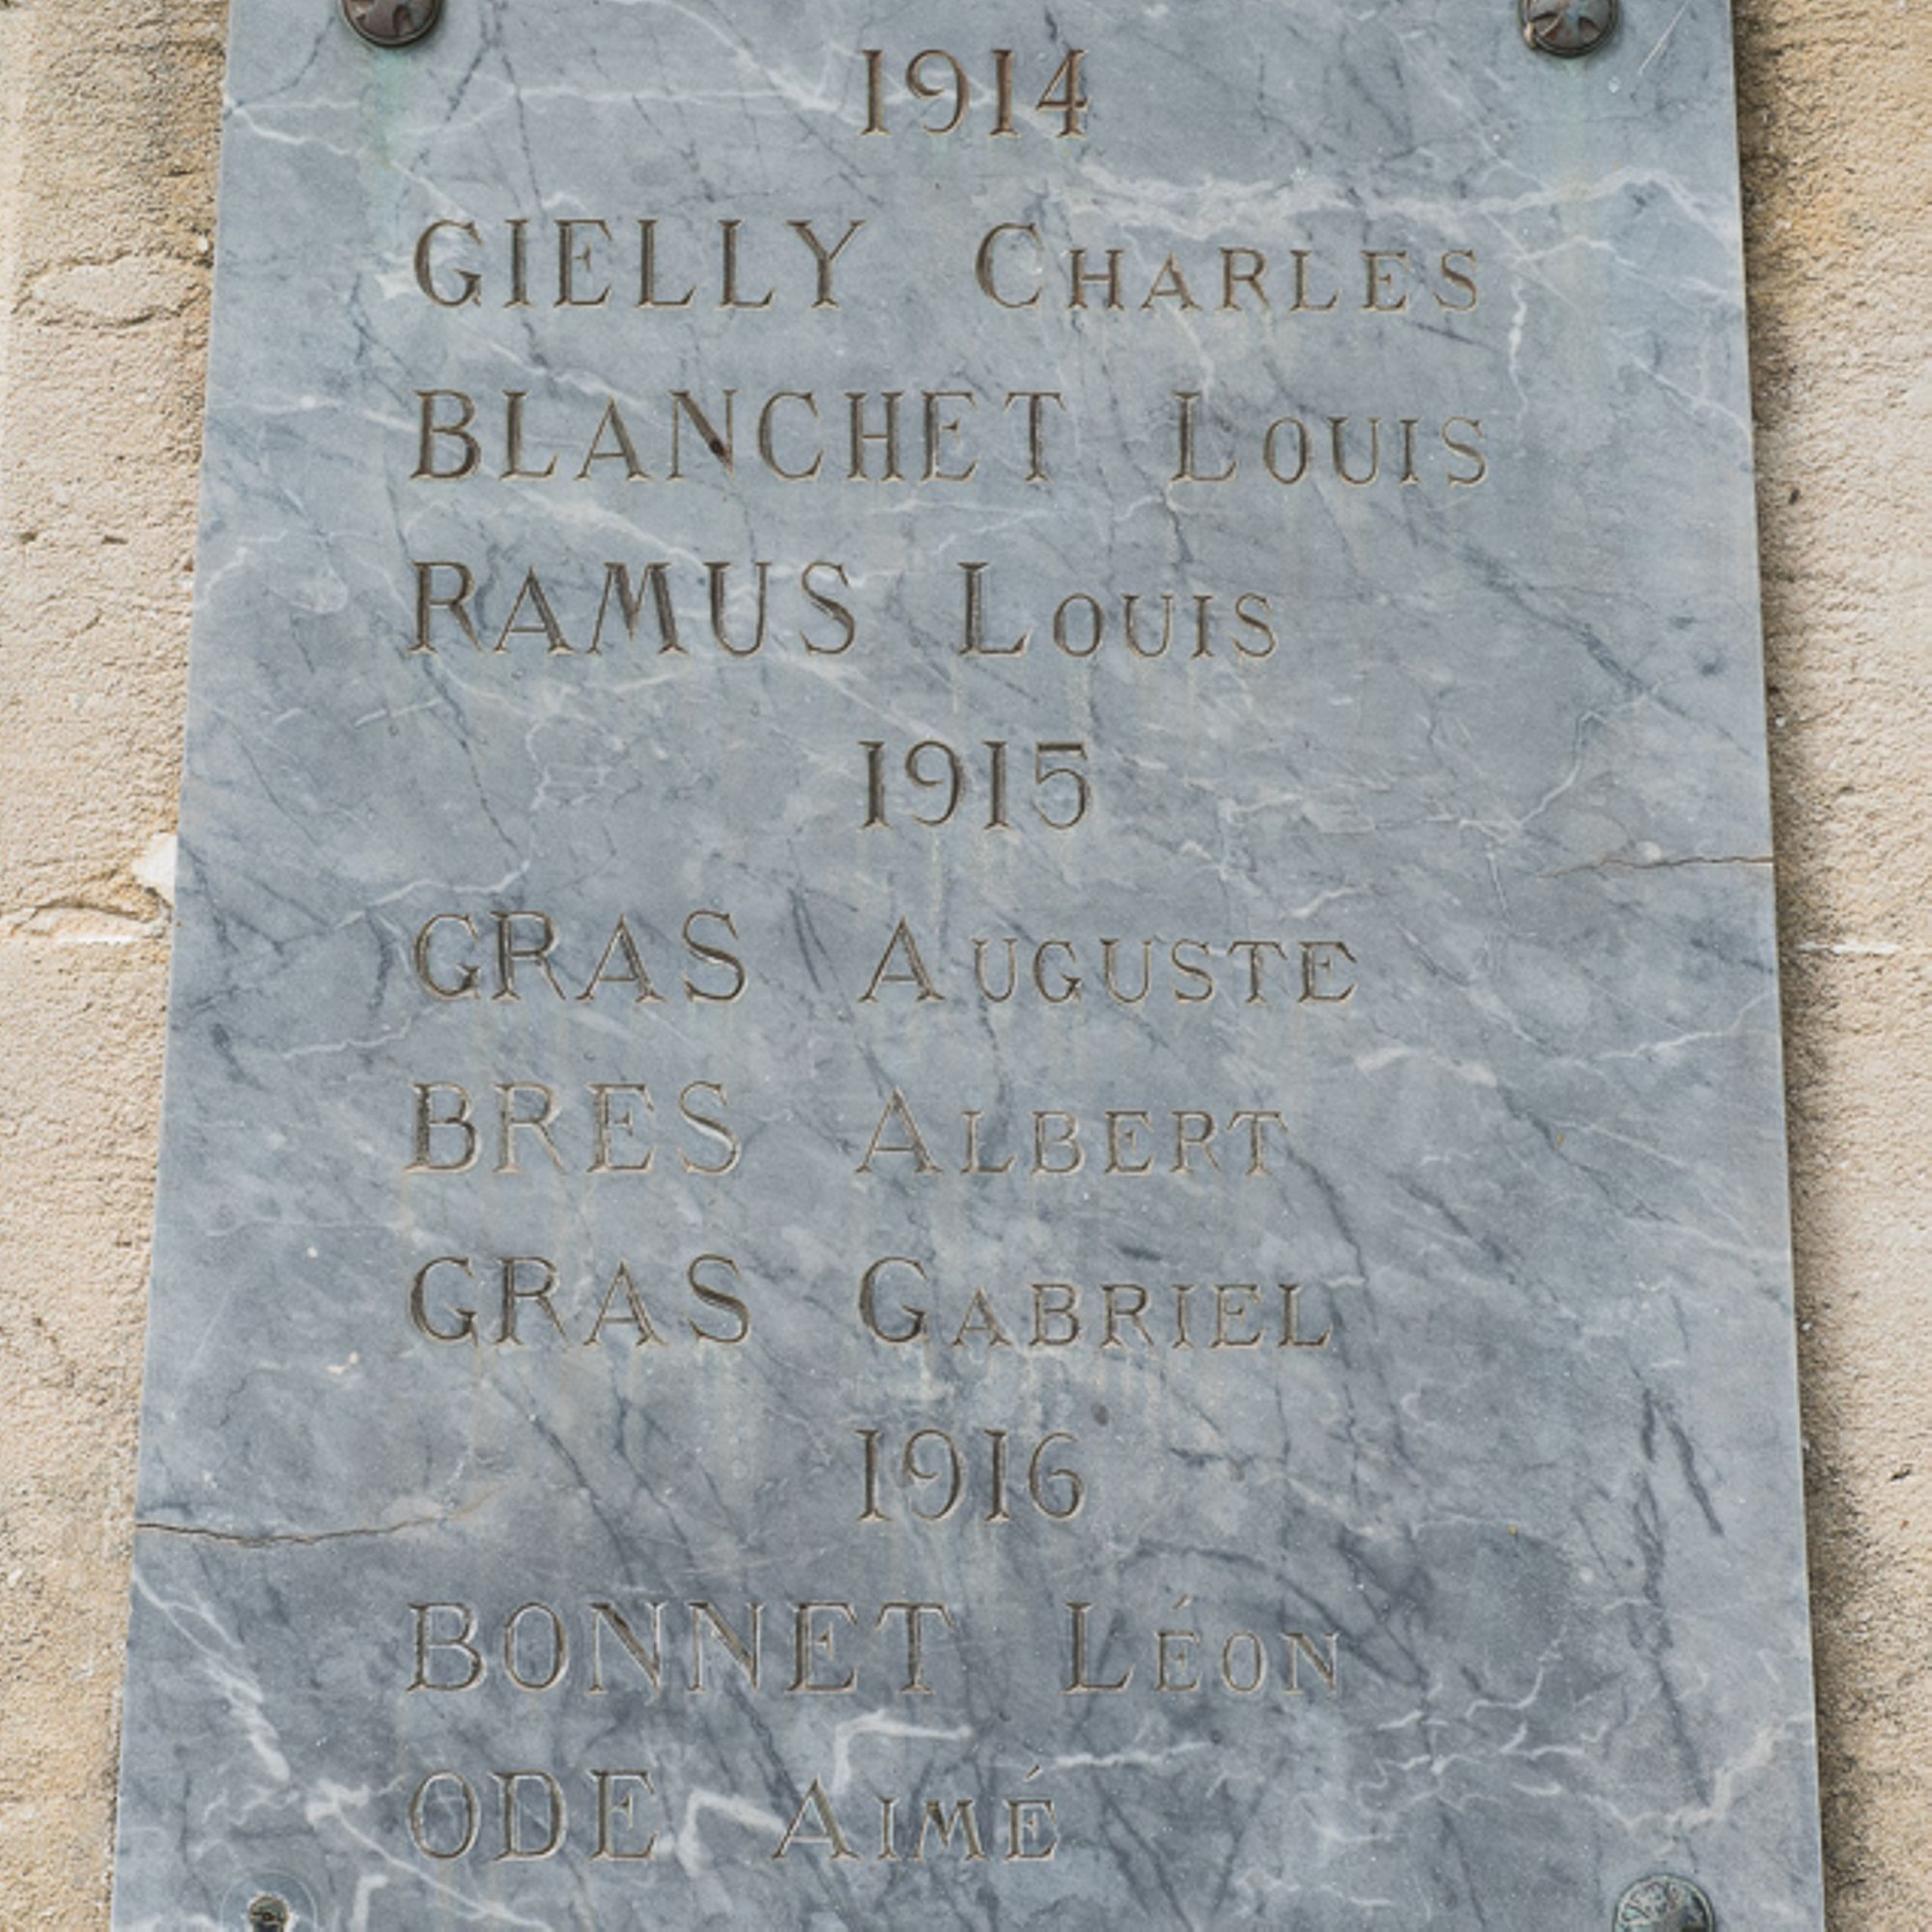 1914
GIELLY CHARLES
BLANCHET LOUIS
RAMUS LOUIS
1915
GRAS AUGUSTE
BRES ALBERT
GRAS GABRIEL
1916
BONNET LÉON
ODE AIMÉ